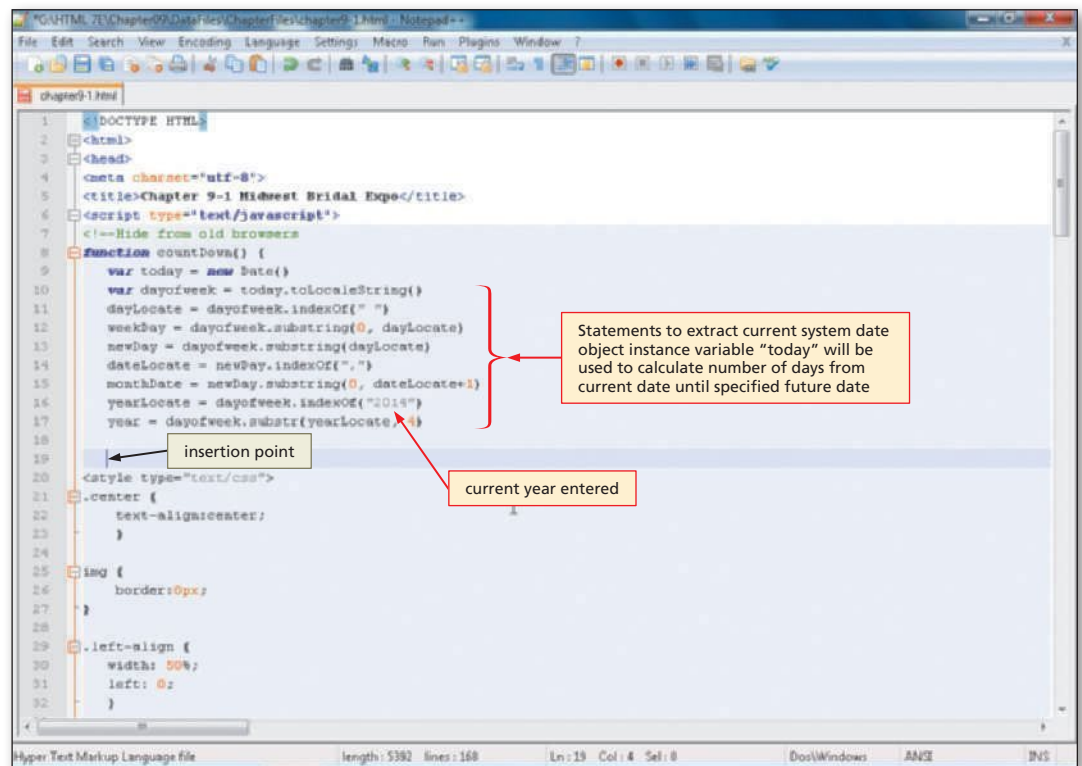 *G:\HTML 7E\Chapter09\DataFiles\ChapterFiles\chapter9-1.html - Notepad++
File Edit Search View Encoding Language Settings Macro Run Plugins Window ? X
chapter9-1.html
1 <!DOCTYPE HTML>
2 <html>
3 <head>
4 <meta charset="utf-8">
5 <title>Chapter 9-1 Midwest Bridal Expo</title>
6 <script type="text/javascript">
7 <!--Hide from old browsers
8 function countDown() {
9 var today = new Date()
10 var dayofweek = today.toLocaleString()
11 dayLocate = dayofweek.indexOf(" ")
12 weekDay = dayofweek.substring(0, dayLocate)
13 newDay = dayofweek.substring(dayLocate)
14 dateLocate = newDay.indexOf(",")
15 monthDate = newDay.substring(0, dateLocate+1)
16 yearLocate = dayofweek.indexOf("2014")
17 year = dayofweek.substr(yearLocate, 4)
Statements to extract current system date
object instance variable "today" will be
used to calculate number of days from
current date until specified future date
18
19
insertion point
current year entered
20 <style type="text/css">
21 .center {
22 text-align:center;
23 }
24
25 img {
26 border:0px;
27 }
28
29 .left-align {
30 width: 50%;
31 left: 0;
32 }
Hyper Text Markup Language file length : 5392 lines : 168 Ln : 19 Col : 4 Sel : 0 Dos\Windows ANSI INS